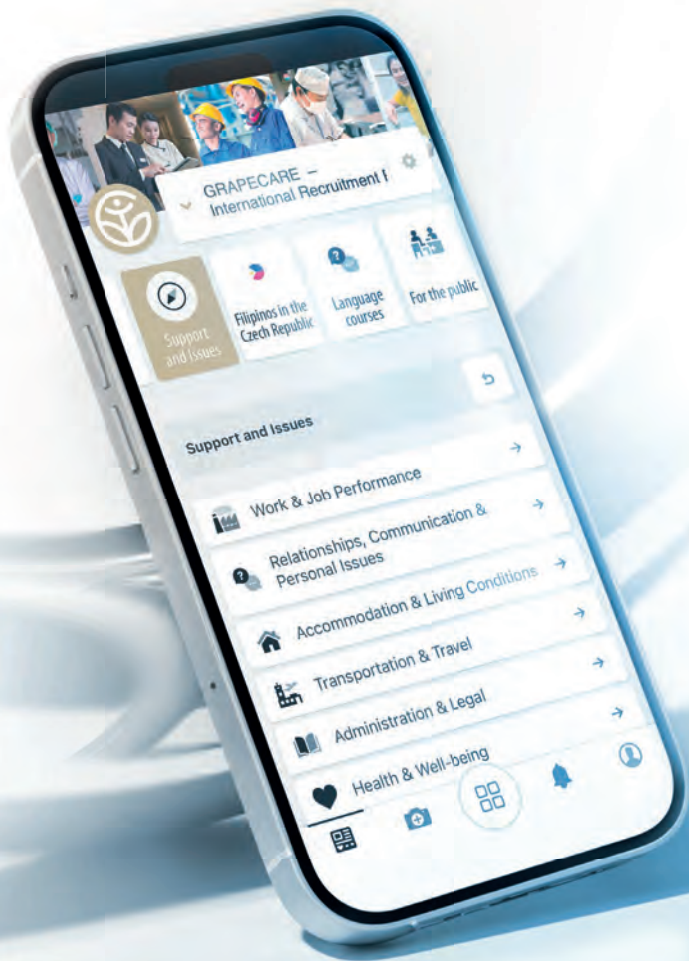 GRAPECARE –
International Recruitment
Support
and Issues
Filipinos in the
Czech Republic
Language
courses
For the public
Support and Issues
Work & Job Performance
Relationships, Communication &
Personal Issues
Accommodation & Living Conditions
Transportation & Travel
Administration & Legal
Health & Well-being